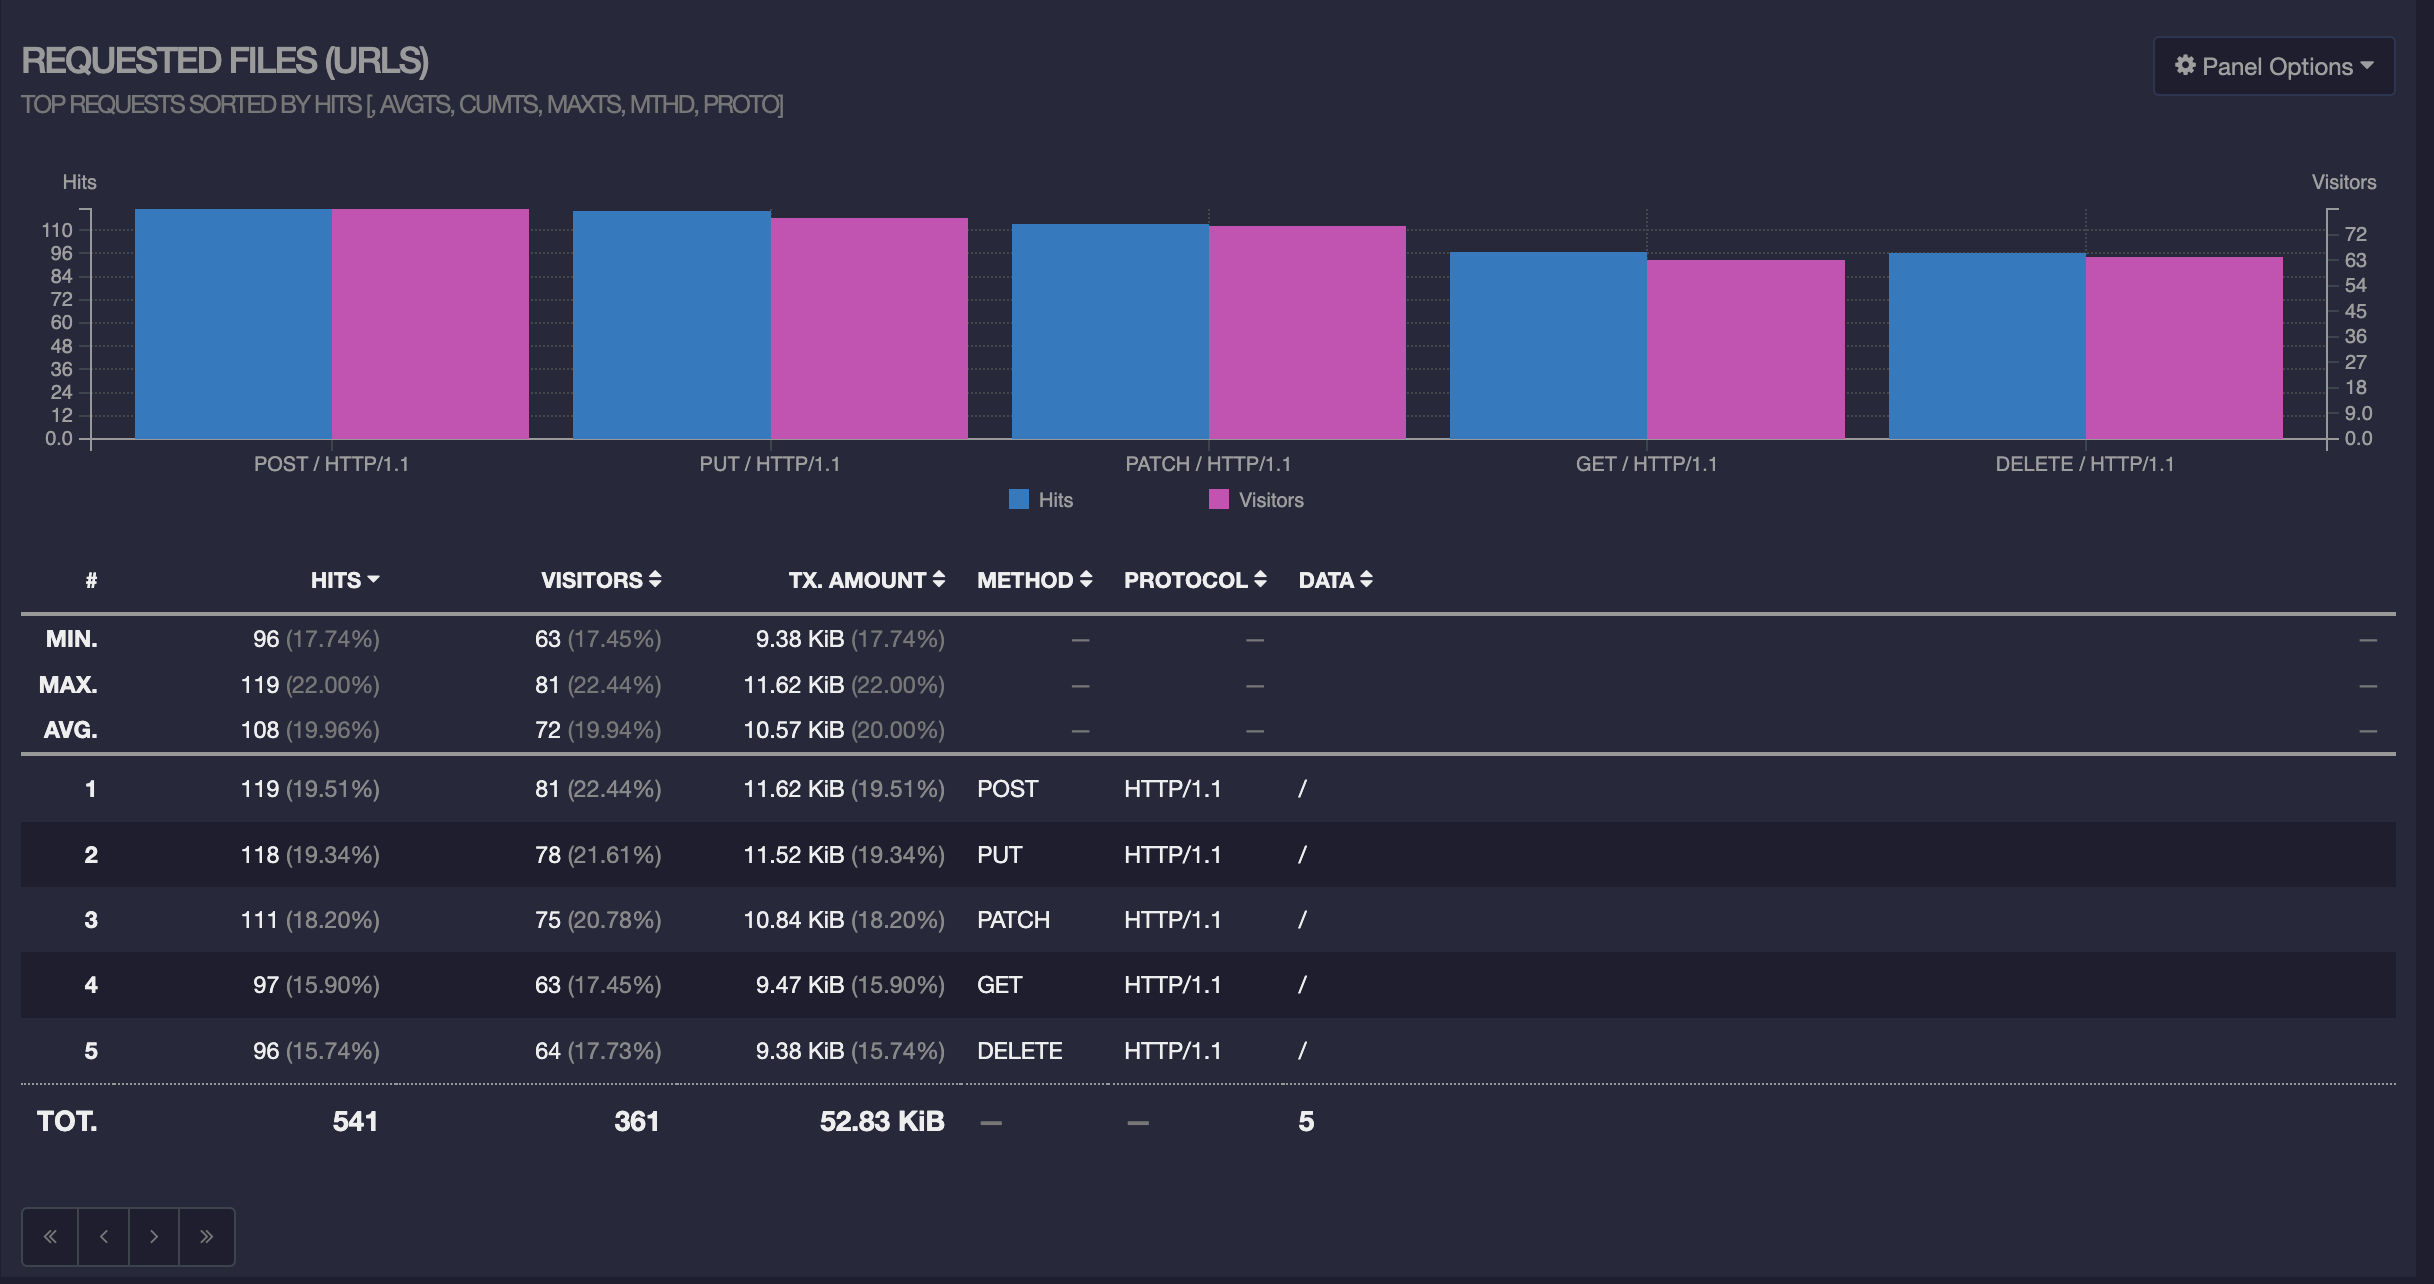 REQUESTED FILES (URLS)
Panel Options
TOP REQUESTS SORTED BY HITS [, AVGTS, CUMTS, MAXTS, MTHD, PROTO]
Hits
Visitors
110
96
84
72
60
48
36
24
12
0.0
72
63
54
45
36
27
18
9.0
0.0
POST / HTTP/1.1 PUT / HTTP/1.1 PATCH / HTTP/1.1 GET / HTTP/1.1 DELETE / HTTP/1.1
Hits Visitors
# HITS VISITORS TX. AMOUNT METHOD PROTOCOL DATA
MIN. 96 (17.74%) 63 (17.45%) 9.38 KiB (17.74%) — — —
MAX. 119 (22.00%) 81 (22.44%) 11.62 KiB (22.00%) — — —
AVG. 108 (19.96%) 72 (19.94%) 10.57 KiB (20.00%) — — —
1 119 (19.51%) 81 (22.44%) 11.62 KiB (19.51%) POST HTTP/1.1 /
2 118 (19.34%) 78 (21.61%) 11.52 KiB (19.34%) PUT HTTP/1.1 /
3 111 (18.20%) 75 (20.78%) 10.84 KiB (18.20%) PATCH HTTP/1.1 /
4 97 (15.90%) 63 (17.45%) 9.47 KiB (15.90%) GET HTTP/1.1 /
5 96 (15.74%) 64 (17.73%) 9.38 KiB (15.74%) DELETE HTTP/1.1 /
TOT. 541 361 52.83 KiB — — 5
« ‹ › »